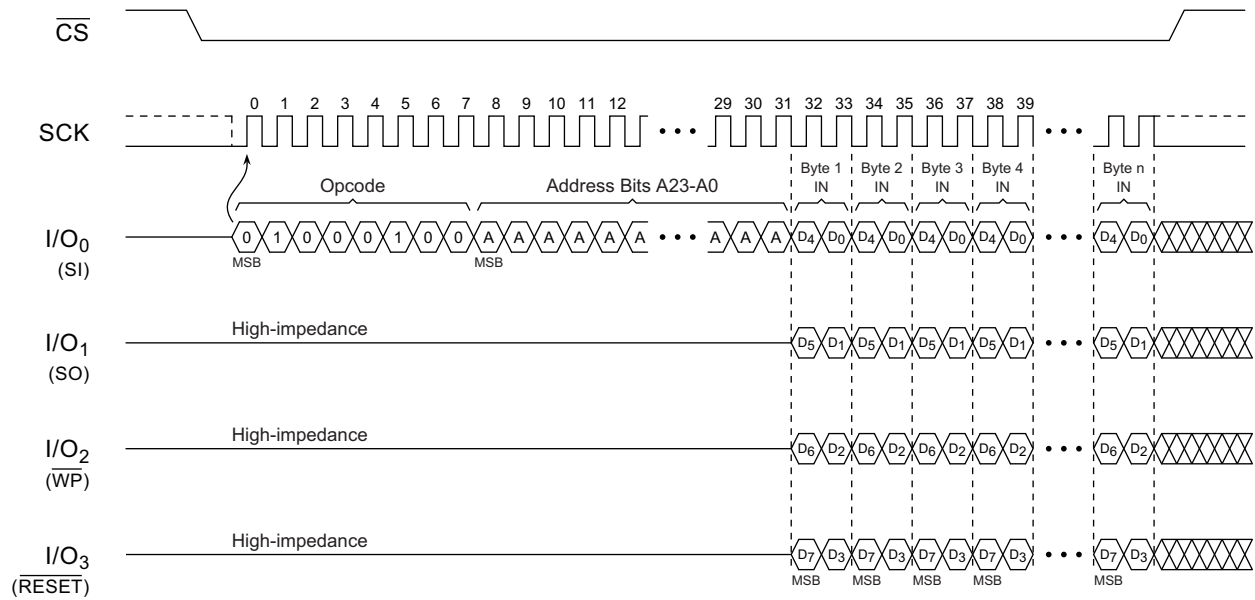 CS
0 1 2 3 4 5 6 7 8 9 10 11 12 29 30 31 32 33 34 35 36 37 38 39
SCK
Opcode
Address Bits A23-A0
Byte 1 IN
Byte 2 IN
Byte 3 IN
Byte 4 IN
Byte n IN
I/O0 (SI)
0 1 0 0 0 1 0 0 A A A A A A A A A D4 D0 D4 D0 D4 D0 D4 D0 D4 D0
MSB MSB
High-impedance
I/O1 (SO)
D5 D1 D5 D1 D5 D1 D5 D1 D5 D1
High-impedance
I/O2 (WP)
D6 D2 D6 D2 D6 D2 D6 D2 D6 D2
High-impedance
I/O3 (RESET)
D7 D3 D7 D3 D7 D3 D7 D3 D7 D3
MSB MSB MSB MSB MSB